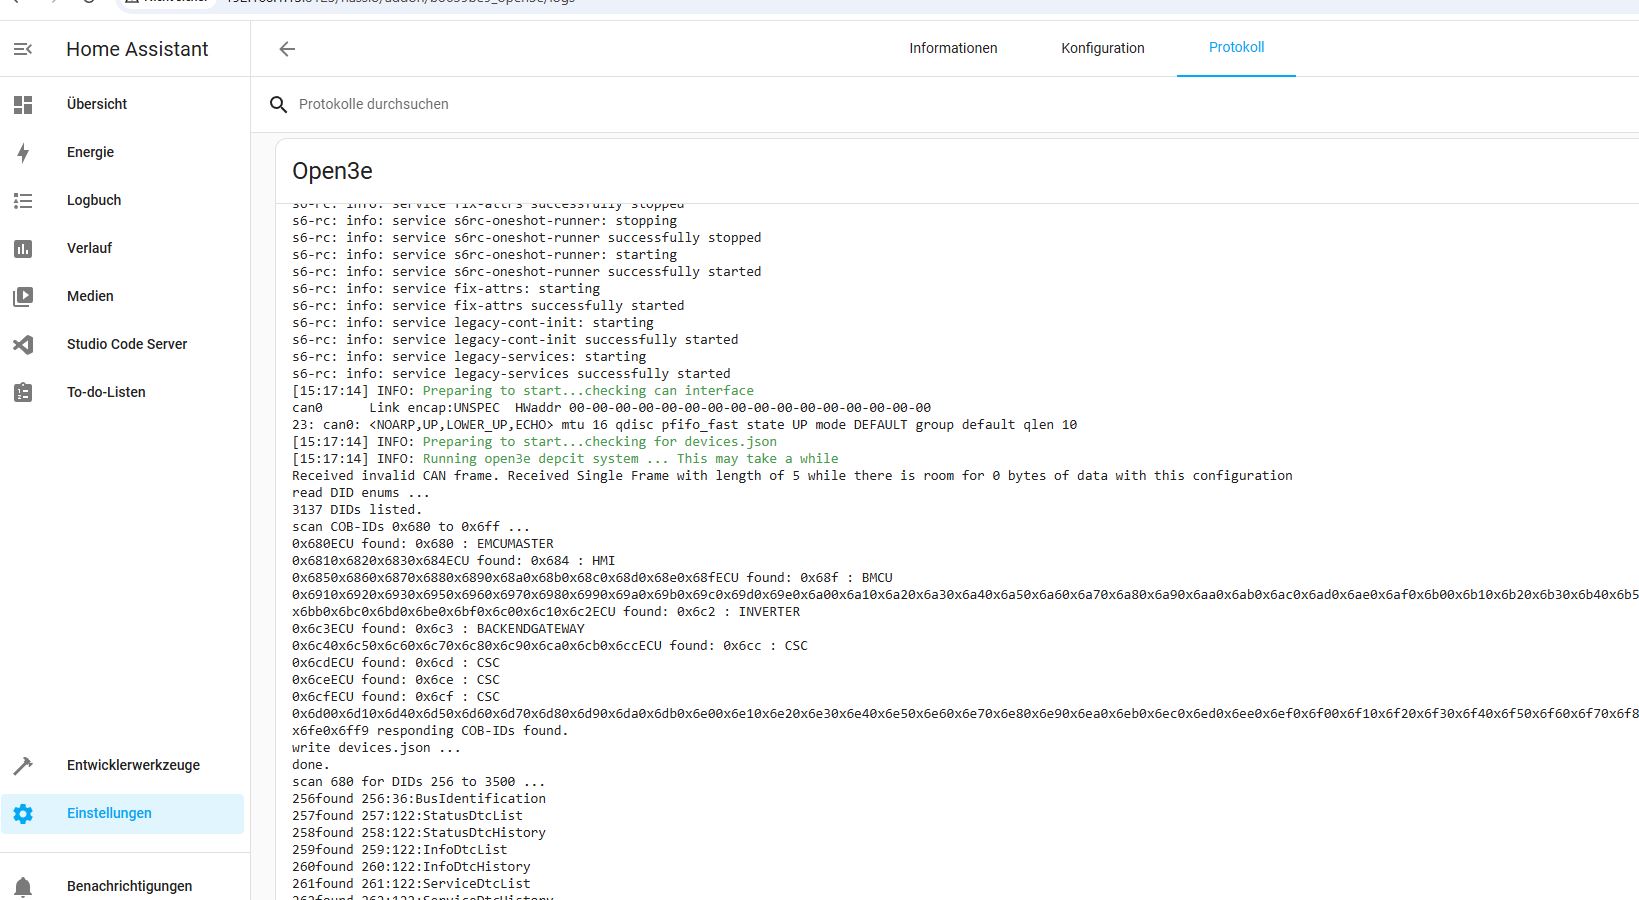 Home Assistant
Informationen
Konfiguration
Protokoll
Übersicht
Protokolle durchsuchen
Energie
Logbuch
Verlauf
Medien
Studio Code Server
To-do-Listen
Entwicklerwerkzeuge
Einstellungen
Benachrichtigungen
Open3e
s6-rc: info: service fix-attrs successfully stopped
s6-rc: info: service s6rc-oneshot-runner: stopping
s6-rc: info: service s6rc-oneshot-runner successfully stopped
s6-rc: info: service s6rc-oneshot-runner: starting
s6-rc: info: service s6rc-oneshot-runner successfully started
s6-rc: info: service fix-attrs: starting
s6-rc: info: service fix-attrs successfully started
s6-rc: info: service legacy-cont-init: starting
s6-rc: info: service legacy-cont-init successfully started
s6-rc: info: service legacy-services: starting
s6-rc: info: service legacy-services successfully started
[15:17:14] INFO: Preparing to start...checking can interface
can0 Link encap:UNSPEC HWaddr 00-00-00-00-00-00-00-00-00-00-00-00-00-00-00-00
23: can0: <NOARP,UP,LOWER_UP,ECHO> mtu 16 qdisc pfifo_fast state UP mode DEFAULT group default qlen 10
[15:17:14] INFO: Preparing to start...checking for devices.json
[15:17:14] INFO: Running open3e depcit system ... This may take a while
Received invalid CAN frame. Received Single Frame with length of 5 while there is room for 0 bytes of data with this configuration
read DID enums ...
3137 DIDs listed.
scan COB-IDs 0x680 to 0x6ff ...
0x680ECU found: 0x680 : EMCUMASTER
0x6810x6820x6830x684ECU found: 0x684 : HMI
0x6850x6860x6870x6880x6890x68a0x68b0x68c0x68d0x68e0x68fECU found: 0x68f : BMCU
0x6910x6920x6930x6950x6960x6970x6980x6990x69a0x69b0x69c0x69d0x69e0x6a00x6a10x6a20x6a30x6a40x6a50x6a60x6a70x6a80x6a90x6aa0x6ab0x6ac0x6ad0x6ae0x6af0x6b00x6b10x6b20x6b30x6b40x6b5
x6bb0x6bc0x6bd0x6be0x6bf0x6c00x6c10x6c2ECU found: 0x6c2 : INVERTER
0x6c3ECU found: 0x6c3 : BACKENDGATEWAY
0x6c40x6c50x6c60x6c70x6c80x6c90x6ca0x6cb0x6ccECU found: 0x6cc : CSC
0x6cdECU found: 0x6cd : CSC
0x6ceECU found: 0x6ce : CSC
0x6cfECU found: 0x6cf : CSC
0x6d00x6d10x6d40x6d50x6d60x6d70x6d80x6d90x6da0x6db0x6e00x6e10x6e20x6e30x6e40x6e50x6e60x6e70x6e80x6e90x6ea0x6eb0x6ec0x6ed0x6ee0x6ef0x6f00x6f10x6f20x6f30x6f40x6f50x6f60x6f70x6f8
x6fe0x6ff9 responding COB-IDs found.
write devices.json ...
done.
scan 680 for DIDs 256 to 3500 ...
256found 256:36:BusIdentification
257found 257:122:StatusDtcList
258found 258:122:StatusDtcHistory
259found 259:122:InfoDtcList
260found 260:122:InfoDtcHistory
261found 261:122:ServiceDtcList
262found 262:122:ServiceDtcHistory